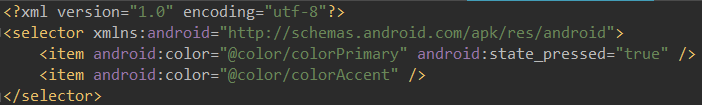 <?xml version="1.0" encoding="utf-8"?>
<selector xmlns:android="http://schemas.android.com/apk/res/android">
    <item android:color="@color/colorPrimary" android:state_pressed="true" />
    <item android:color="@color/colorAccent" />
</selector>